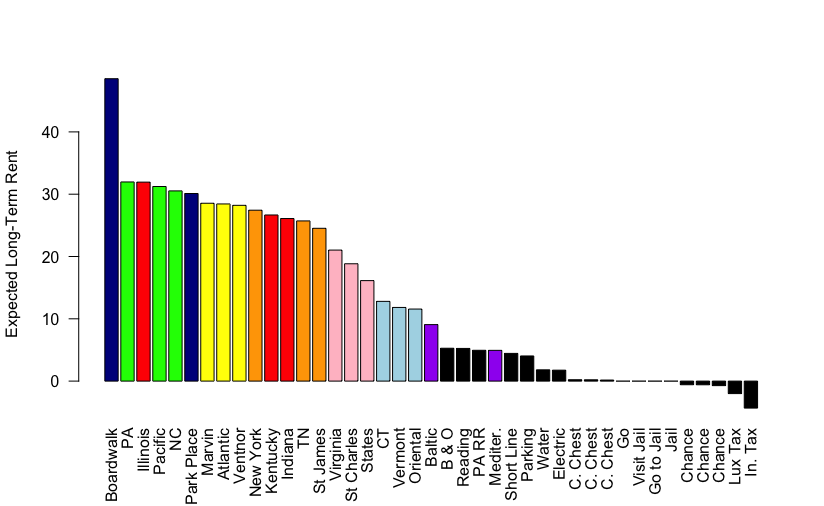 Expected Long-Term Rent
40
30
20
10
0
Boardwalk
PA
Illinois
Pacific
NC
Park Place
Marvin
Atlantic
Ventnor
New York
Kentucky
Indiana
TN
St James
Virginia
St Charles
States
CT
Vermont
Oriental
Baltic
B & O
Reading
PA RR
Mediter.
Short Line
Parking
Water
Electric
C. Chest
C. Chest
C. Chest
Go
Visit Jail
Go to Jail
Jail
Chance
Chance
Chance
Lux Tax
In. Tax